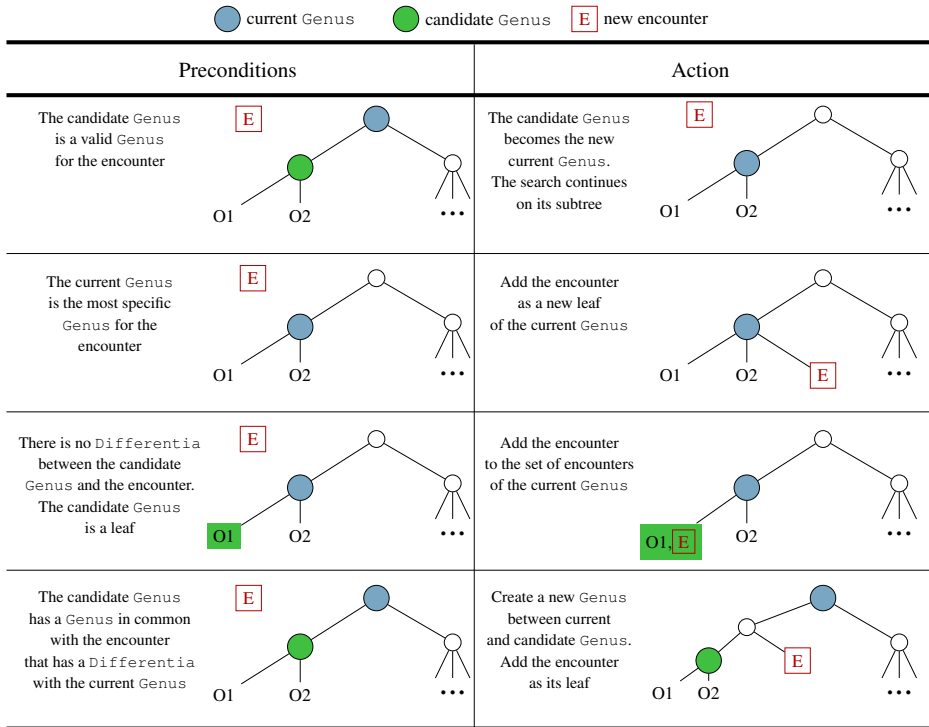 current Genus candidate Genus E new encounter
Preconditions Action
The candidate Genus
is a valid Genus
for the encounter
E
O1 O2 •••
The candidate Genus
becomes the new
current Genus.
The search continues
on its subtree
E
O1 O2 •••
The current Genus
is the most specific
Genus for the
encounter
E
O1 O2 •••
Add the encounter
as a new leaf
of the current Genus
O1 O2 E •••
There is no Differentia
between the candidate
Genus and the encounter.
The candidate Genus
is a leaf
E
O1 O2 •••
Add the encounter
to the set of encounters
of the current Genus
O1, E O2 •••
The candidate Genus
has a Genus in common
with the encounter
that has a Differentia
with the current Genus
E
O1 O2 •••
Create a new Genus
between current
and candidate Genus.
Add the encounter
as its leaf
E
O1 O2 •••